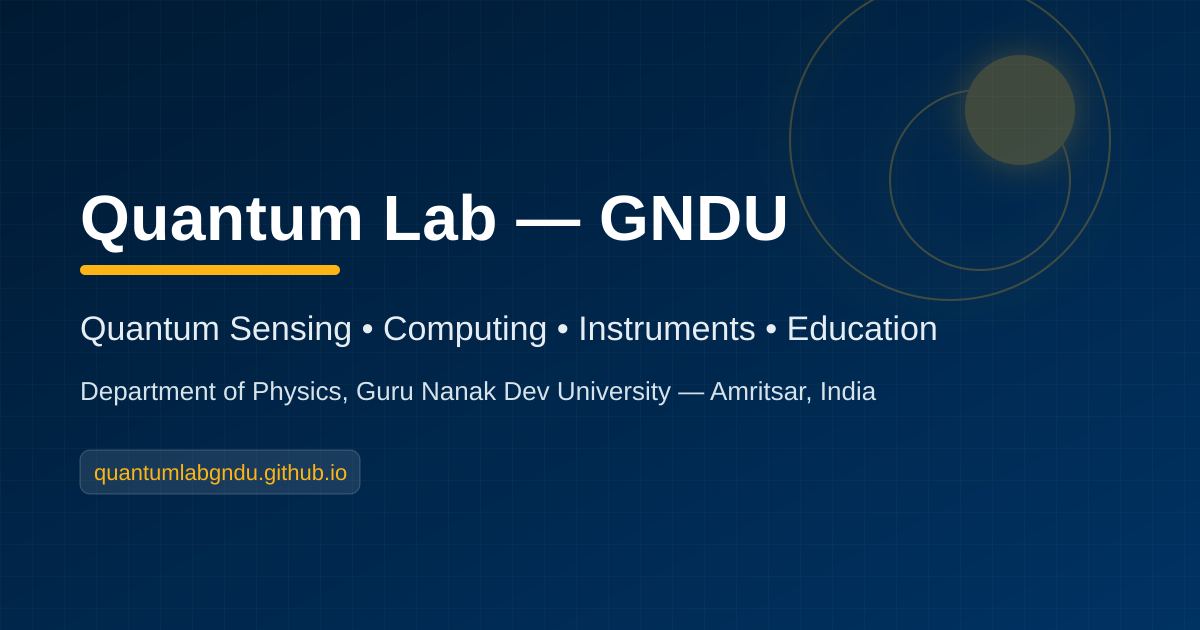 Quantum Lab — GNDU
Quantum Sensing • Computing • Instruments • Education
Department of Physics, Guru Nanak Dev University — Amritsar, India
quantumlabgndu.github.io